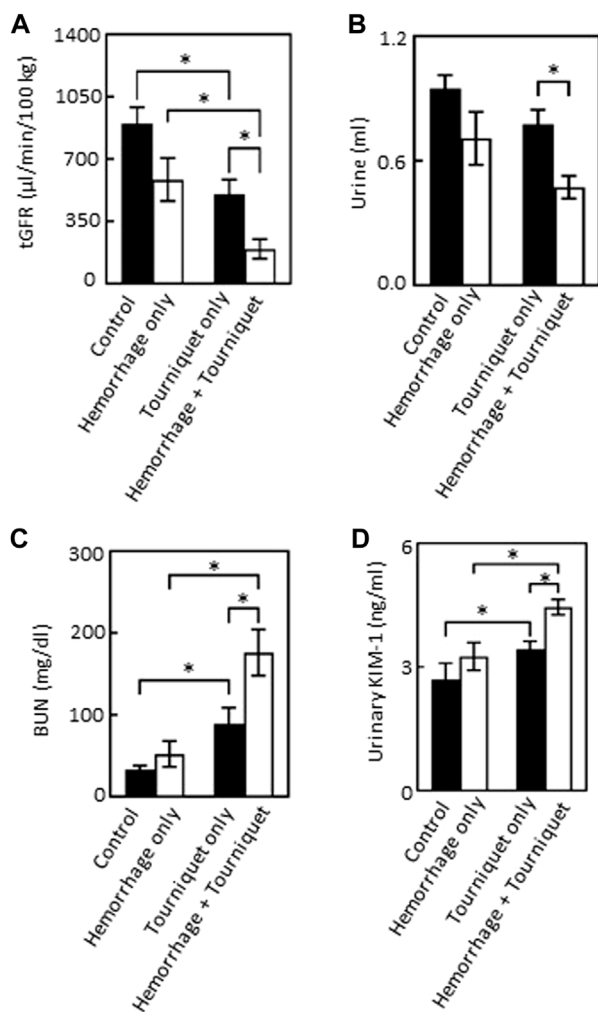 A
tGFR (µl/min/100 kg)
1400
1050
700
350
0
*
*
*
Control
Hemorrhage only
Tourniquet only
Hemorrhage + Tourniquet
B
Urine (ml)
1.2
0.6
0.0
*
Control
Hemorrhage only
Tourniquet only
Hemorrhage + Tourniquet
C
BUN (mg/dl)
300
200
100
0
*
*
*
Control
Hemorrhage only
Tourniquet only
Hemorrhage + Tourniquet
D
Urinary KIM-1 (ng/ml)
6
3
0
*
*
*
Control
Hemorrhage only
Tourniquet only
Hemorrhage + Tourniquet